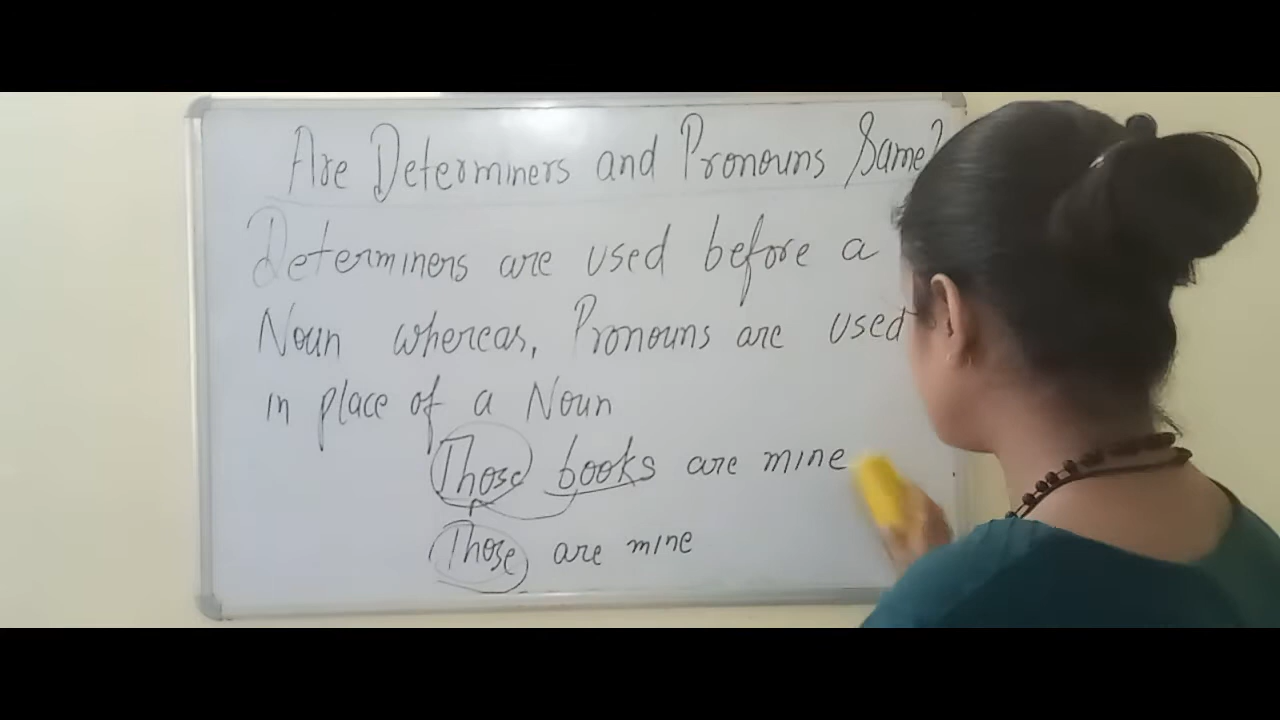 Are Determiners and Pronouns Same?
Determiners are used before a
Noun whereas, Pronouns are used
in place of a Noun
Those books are mine
Those are mine